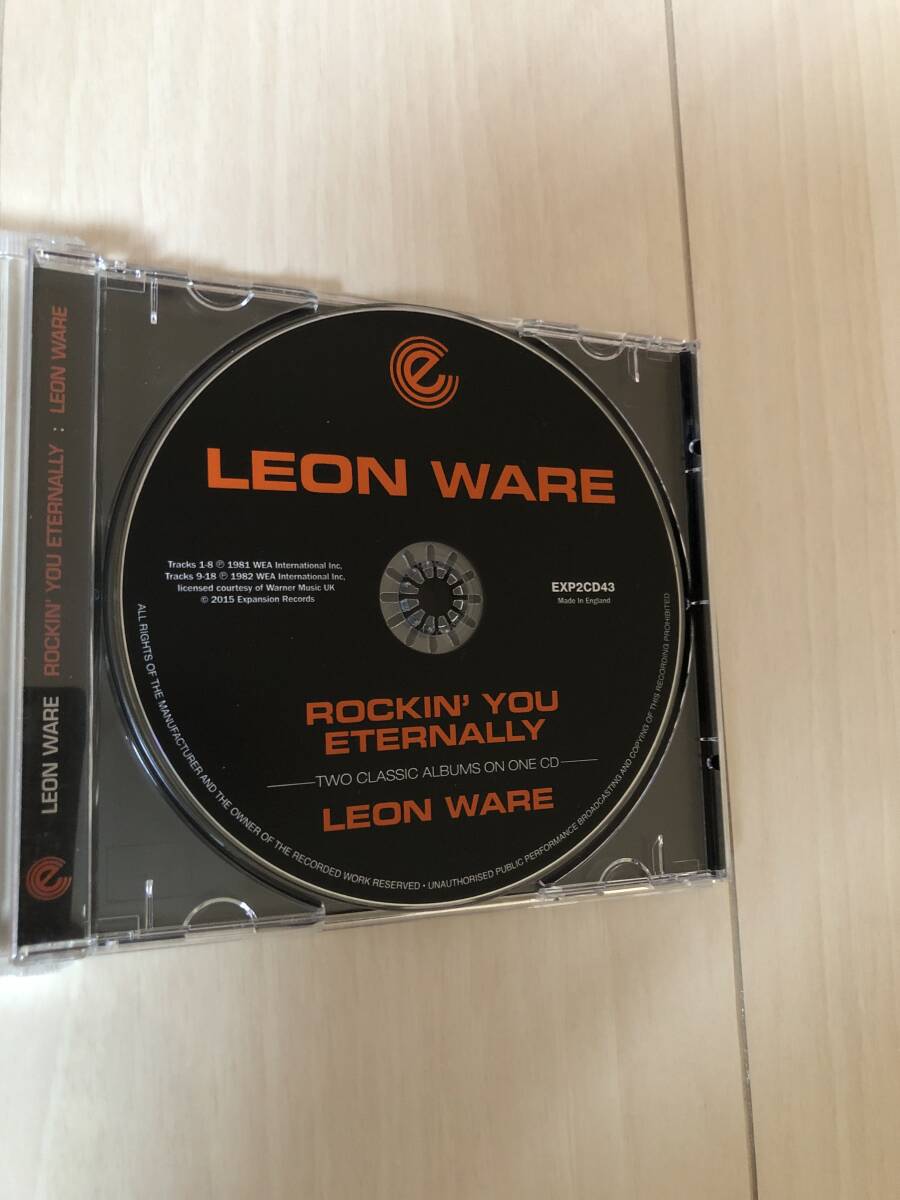 LEON WARE
Tracks 1-8 ℗ 1981 WEA International Inc,
Tracks 9-18 ℗ 1982 WEA International Inc,
licensed courtesy of Warner Music UK
© 2015 Expansion Records
EXP2CD43
Made In England
ROCKIN' YOU
ETERNALLY
TWO CLASSIC ALBUMS ON ONE CD
LEON WARE
ALL RIGHTS OF THE MANUFACTURER AND THE OWNER OF THE RECORDED WORK RESERVED • UNAUTHORISED PUBLIC PERFORMANCE BROADCASTING AND COPYING OF THIS RECORDING PROHIBITED
LEON WARE ROCKIN' YOU ETERNALLY : LEON WARE